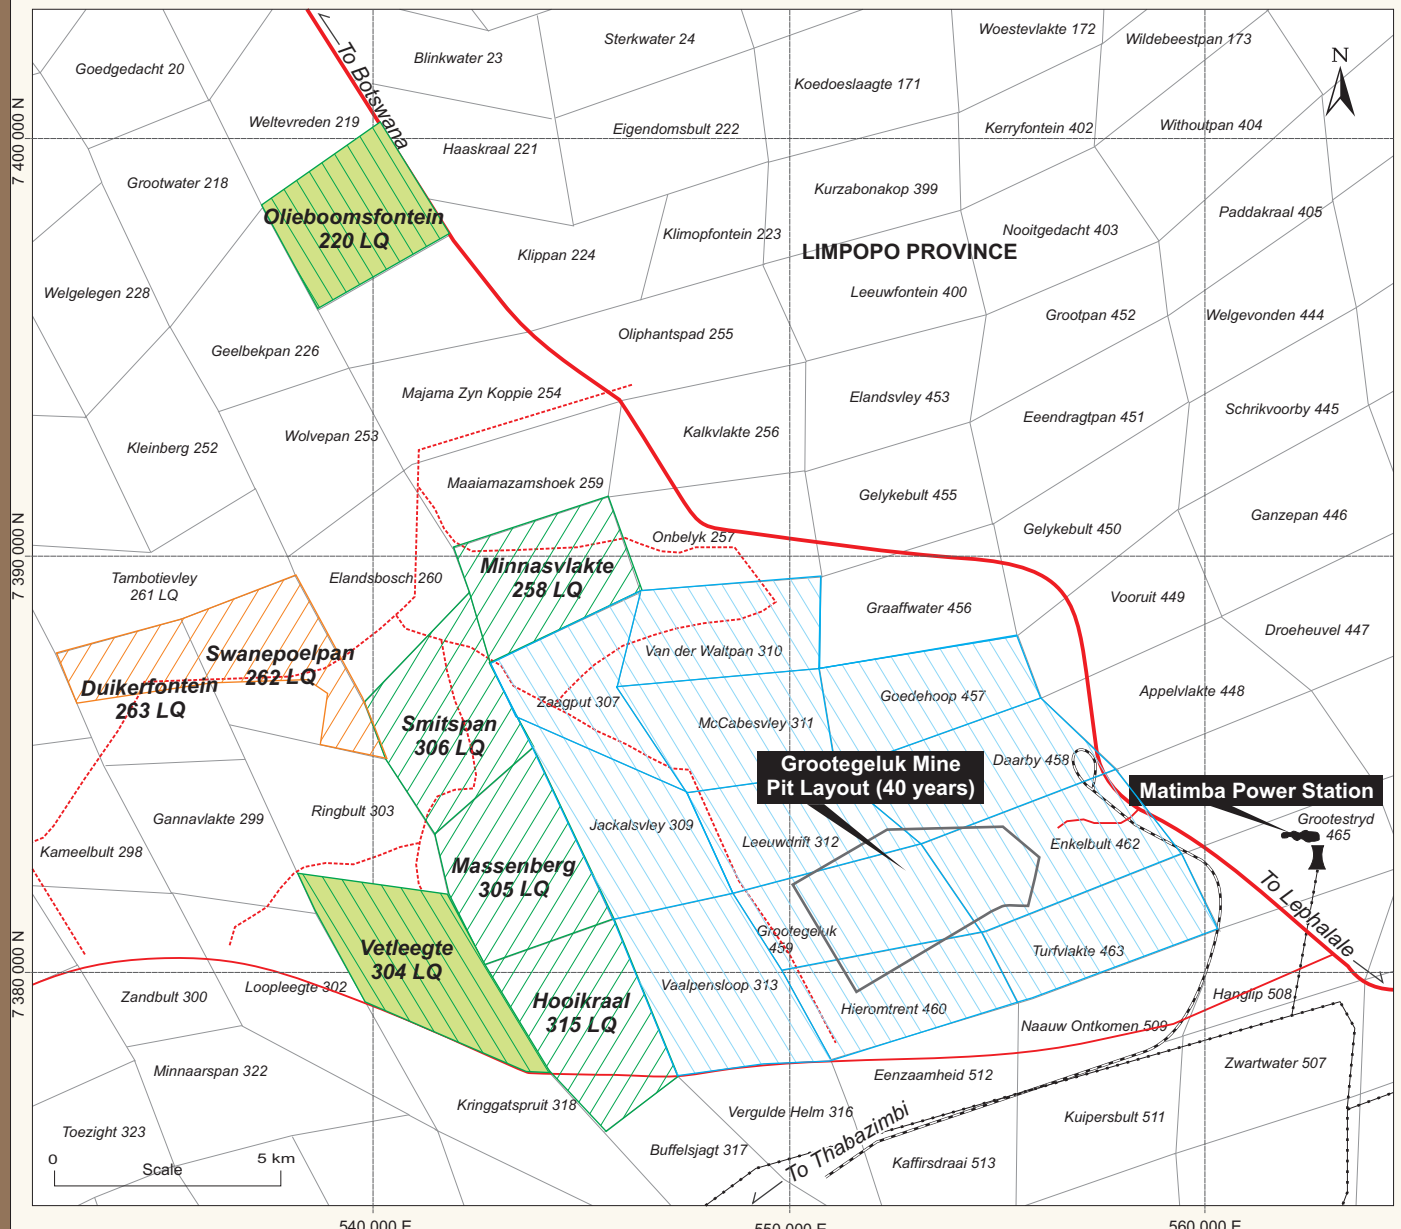 Woestevlakte 172
Sterkwater 24
Wildebeestpan 173
Blinkwater 23
Goedgedacht 20
To Botswana
N
Koedoeslaagte 171
Weltevreden 219
Eigendomsbult 222
Kerryfontein 402
Withoutpan 404
7 400 000 N
Haaskraal 221
Grootwater 218
Kurzabonakop 399
Paddakraal 405
Olieboomsfontein
220 LQ
Klimopfontein 223
Nooitgedacht 403
Klippan 224
LIMPOPO PROVINCE
Welgelegen 228
Leeuwfontein 400
Grootpan 452
Welgevonden 444
Oliphantspad 255
Geelbekpan 226
Majama Zyn Koppie 254
Elandsvley 453
Schrikvoorby 445
Eeendragtpan 451
Wolvepan 253
Kalkvlakte 256
Kleinberg 252
Maaiamazamshoek 259
Gelykebult 455
Ganzepan 446
Gelykebult 450
Onbelyk 257
7 390 000 N
Minnasvlakte
258 LQ
Tambotievley
261 LQ
Elandsbosch 260
Vooruit 449
Graaffwater 456
Droeheuvel 447
Swanepoelpan
262 LQ
Van der Waltpan 310
Duikerfontein
263 LQ
Appelvlakte 448
Zaagput 307
Goedehoop 457
Smitspan
306 LQ
McCabesvley 311
Daarby 458
Grootegeluk Mine
Pit Layout (40 years)
Matimba Power Station
Ringbult 303
Gannavlakte 299
Jackalsvley 309
Grootestryd
465
Leeuwdrift 312
Enkelbult 462
Kameelbult 298
Massenberg
305 LQ
To Lephalale
Grootegeluk
459
Vetleegte
304 LQ
Turfvlakte 463
7 380 000 N
Loopleegte 302
Vaalpensloop 313
Zandbult 300
Hanglip 508
Hooikraal
315 LQ
Hieromtrent 460
Naauw Ontkomen 509
Zwartwater 507
Minnaarspan 322
Eenzaamheid 512
Kringgatspruit 318
Vergulde Helm 316
Kuipersbult 511
Toezight 323
Buffelsjagt 317
To Thabazimbi
Kaffirsdraai 513
0
5 km
Scale
540 000 E
550 000 E
560 000 E